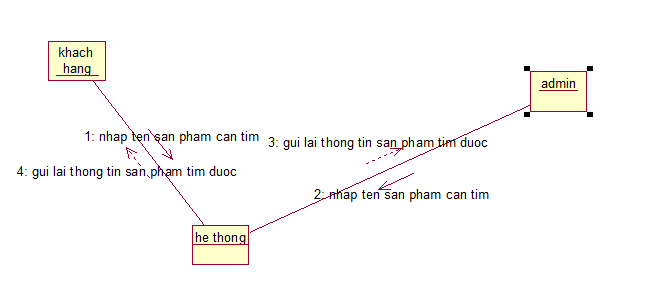 khach
hang
admin
1: nhap ten san pham can tim
3: gui lai thong tin san pham tim duoc
4: gui lai thong tin san pham tim duoc
2: nhap ten san pham can tim
he thong